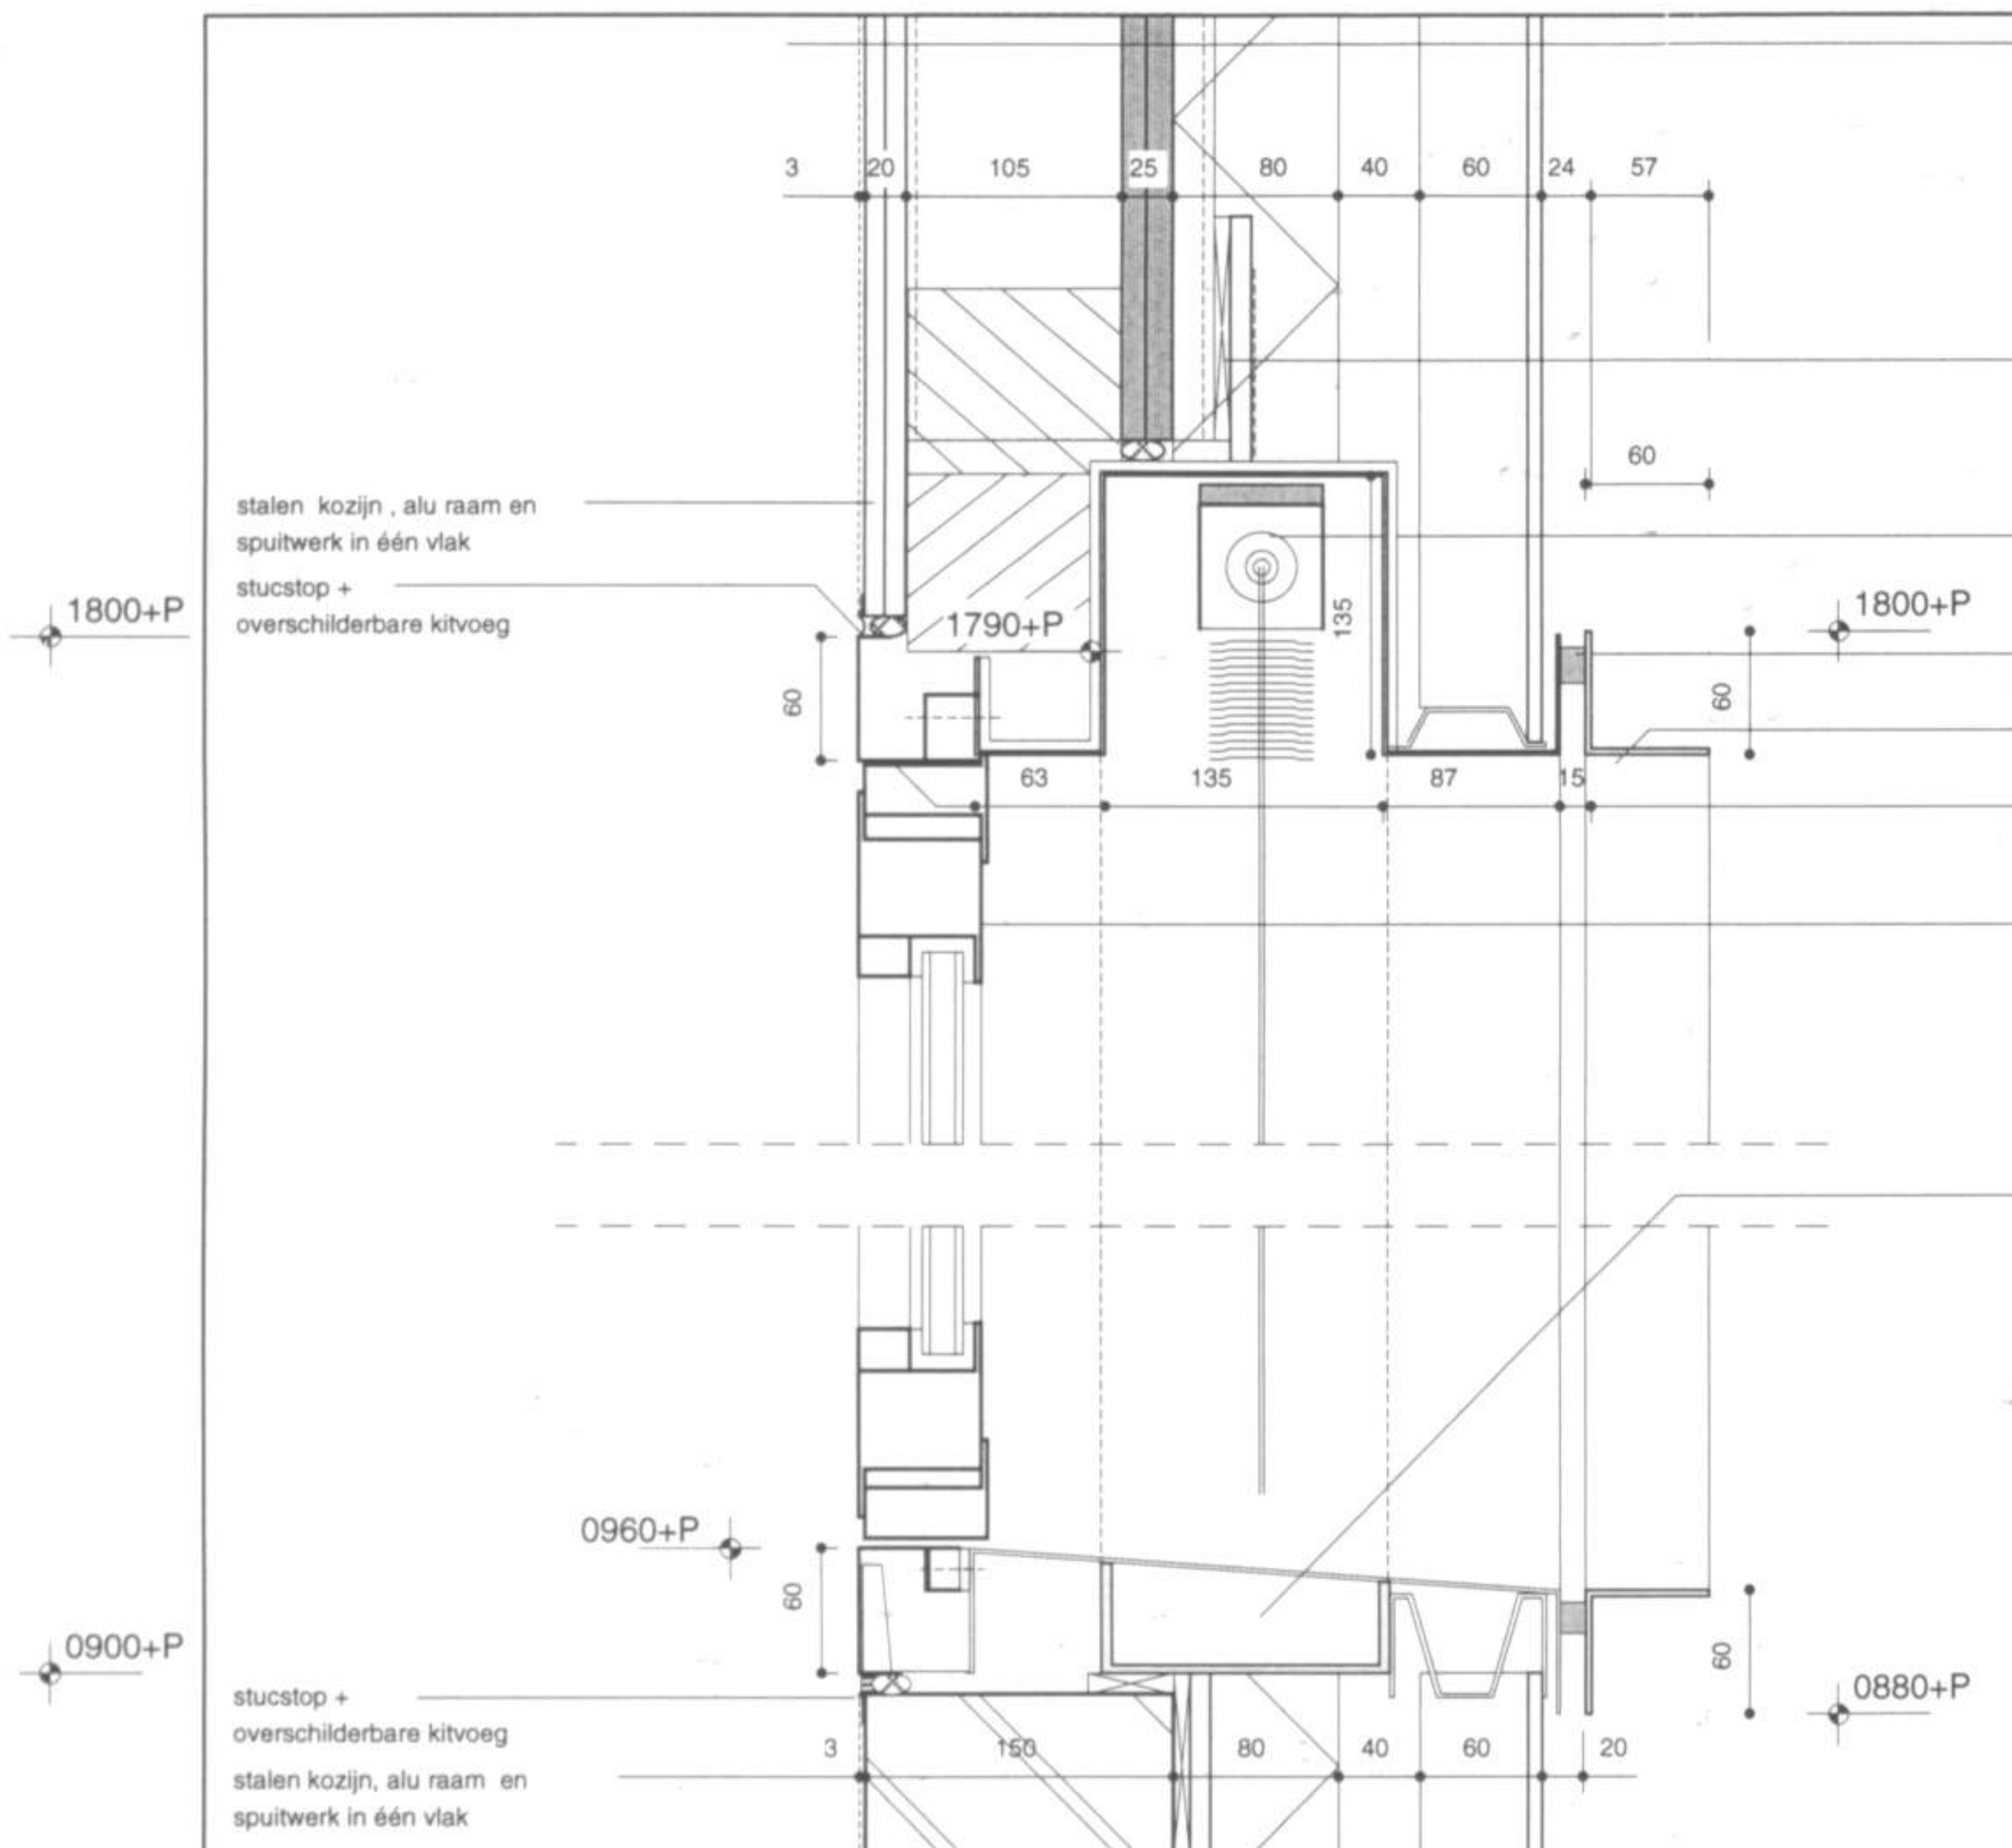 3 20 105 25 80 40 60 24 57
60
stalen kozijn , alu raam en
spuitwerk in één vlak
stucstop +
overschilderbare kitvoeg
1800+P
1790+P
135
1800+P
60
60
63 135 87 15
0960+P
60
0900+P
60
0880+P
stucstop +
overschilderbare kitvoeg
3 150 80 40 60 20
stalen kozijn, alu raam en
spuitwerk in één vlak